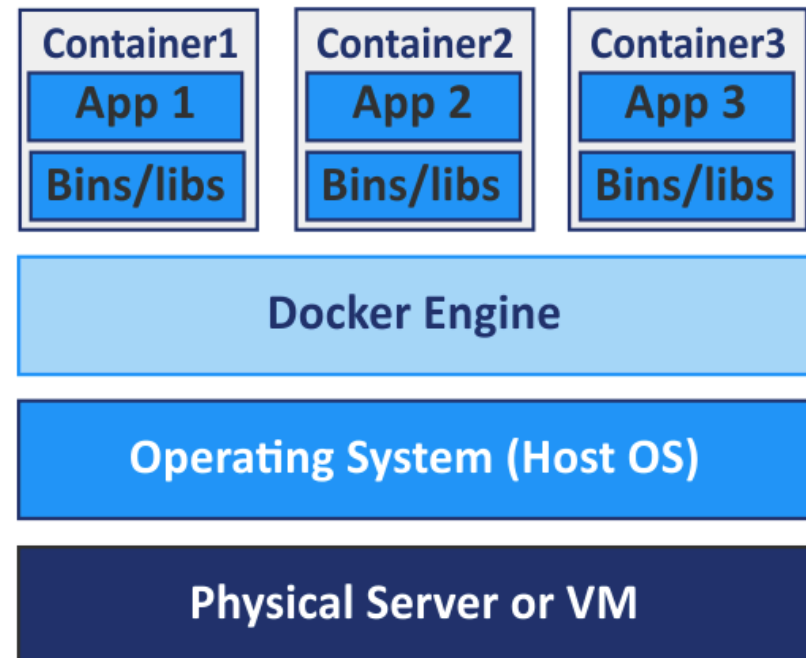 Container1
App 1
Bins/libs
Container2
App 2
Bins/libs
Container3
App 3
Bins/libs
Docker Engine
Operating System (Host OS)
Physical Server or VM